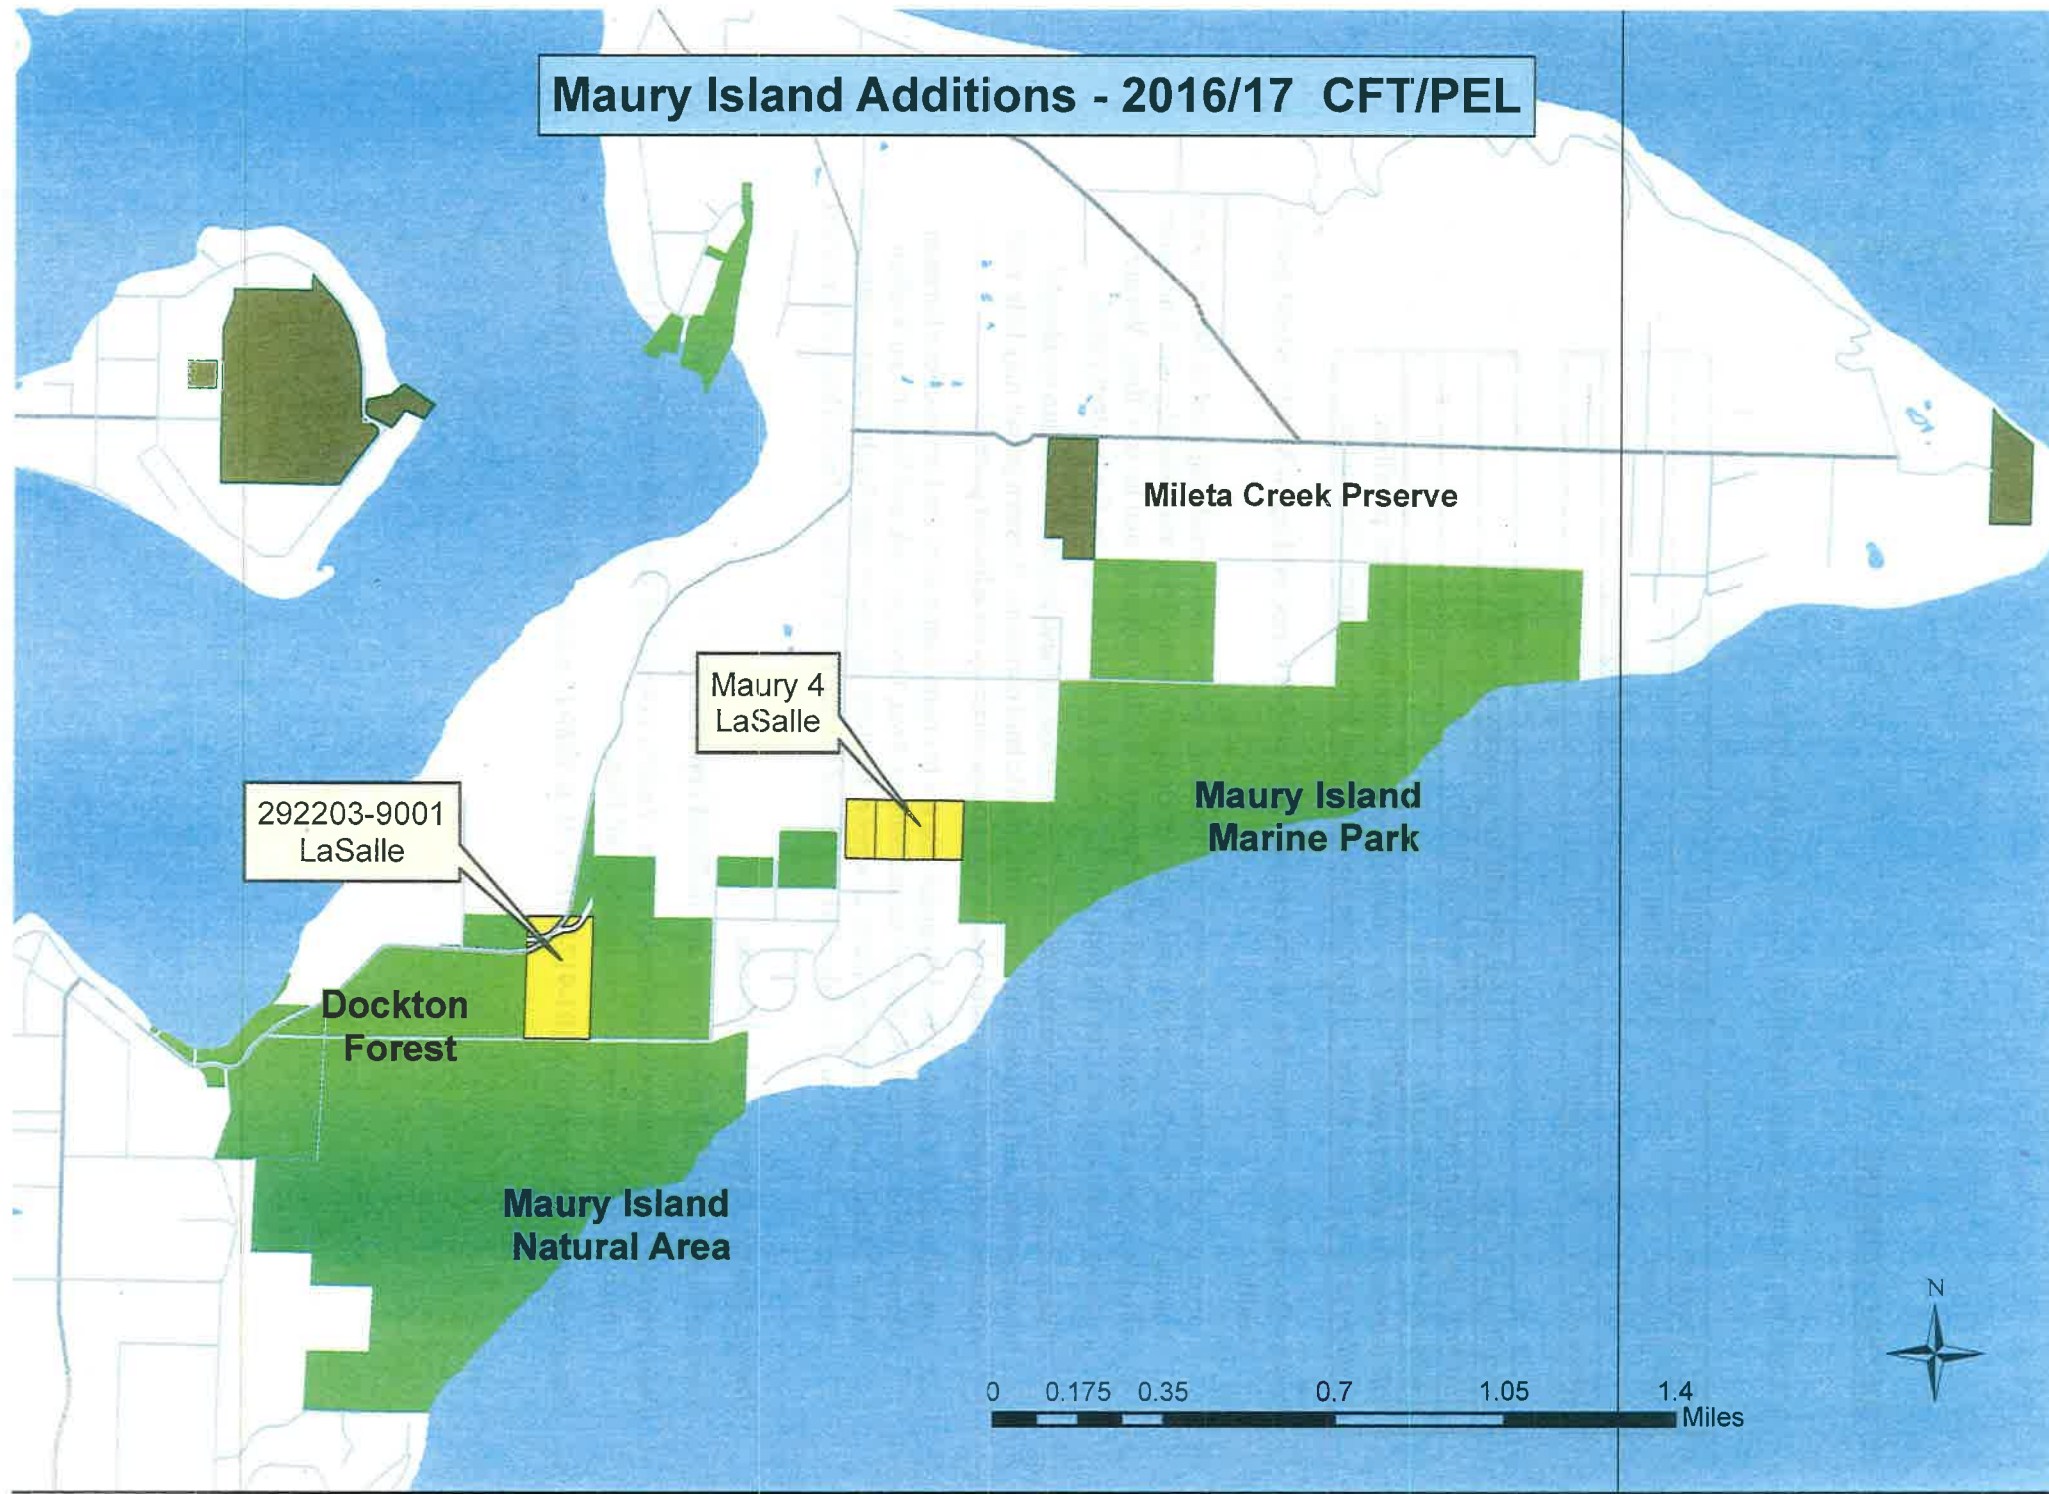 Maury Island Additions - 2016/17 CFT/PEL
Mileta Creek Prserve
Maury 4
LaSalle
292203-9001
LaSalle
Maury Island
Marine Park
Dockton
Forest
Maury Island
Natural Area
N
0 0.175 0.35 0.7 1.05 1.4
Miles